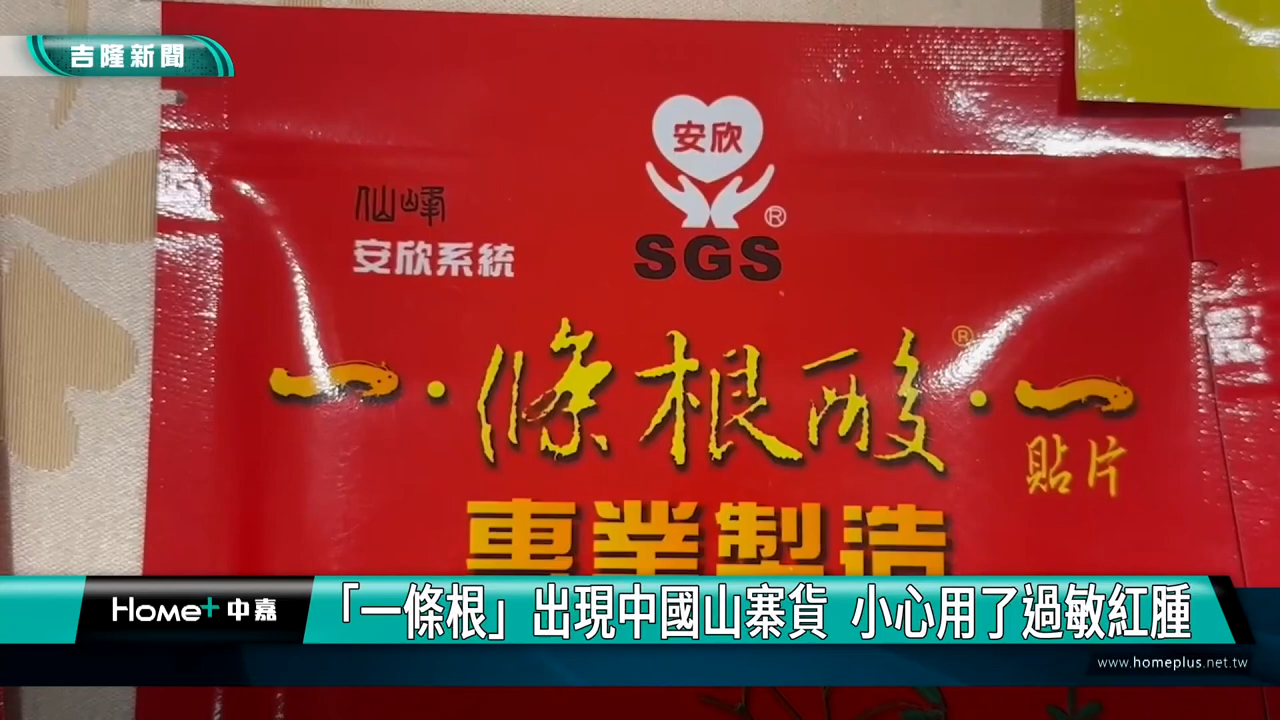 吉隆新聞
安欣
®
SGS
仙峰
安欣系統
一·條根酸®·一
貼片
專業製造
Home+中嘉
「一條根」出現中國山寨貨 小心用了過敏紅腫
www.homeplus.net.tw